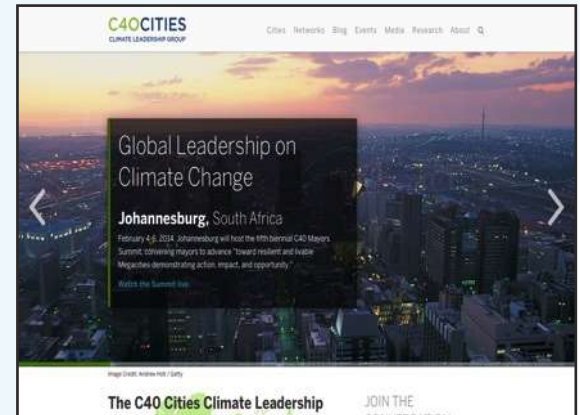 C40CITIES
CLIMATE LEADERSHIP GROUP
Cities Networks Blog Events Media Research About
Global Leadership on
Climate Change
Johannesburg, South Africa
February 4-6, 2014. Johannesburg will host the fifth biennial C40 Mayors
Summit, convening mayors to advance "toward resilient and livable
Megacities-demonstrating action, impact, and opportunity."
Watch the Summit live
Image Credit: Andrew Holt / Getty
The C40 Cities Climate Leadership
JOIN THE
CONVERSATION